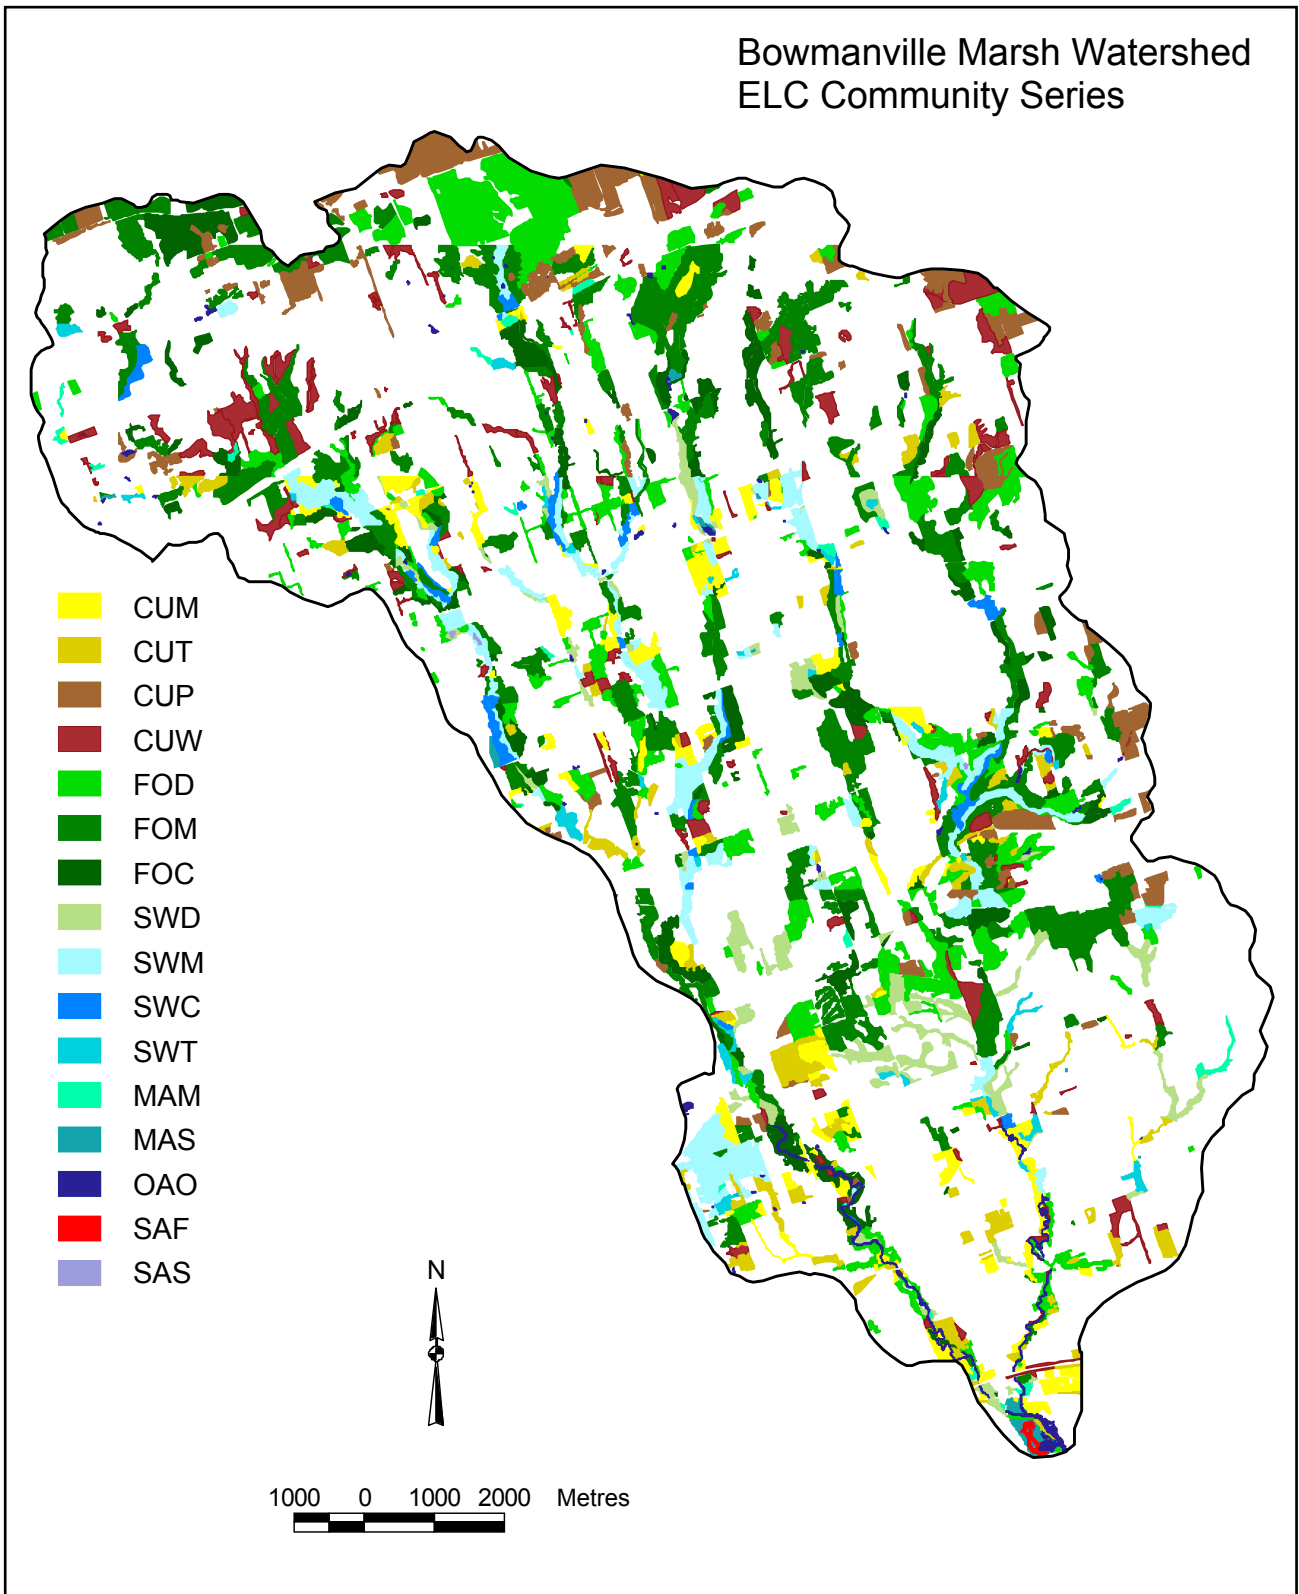 Bowmanville Marsh Watershed
ELC Community Series
CUM
CUT
CUP
CUW
FOD
FOM
FOC
SWD
SWM
SWC
SWT
MAM
MAS
OAO
SAF
SAS
N
1000 0 1000 2000 Metres